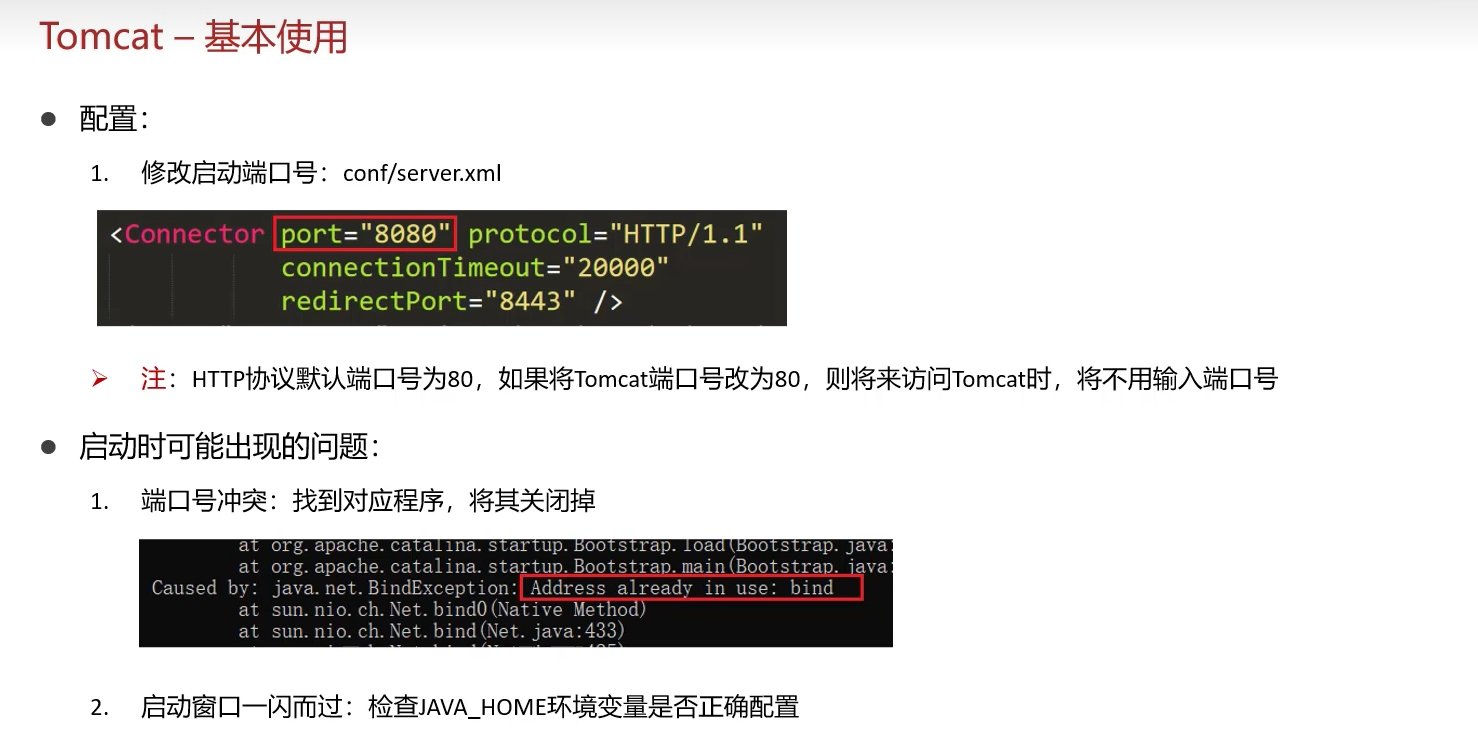 Tomcat – 基本使用
● 配置：
1. 修改启动端口号：conf/server.xml
<Connector port="8080" protocol="HTTP/1.1"
connectionTimeout="20000"
redirectPort="8443" />
➢ 注：HTTP协议默认端口号为80，如果将Tomcat端口号改为80，则将来访问Tomcat时，将不用输入端口号
● 启动时可能出现的问题：
1. 端口号冲突：找到对应程序，将其关闭掉
at org.apache.catalina.startup.Bootstrap.load(Bootstrap.java:
at org.apache.catalina.startup.Bootstrap.main(Bootstrap.java:
Caused by: java.net.BindException: Address already in use: bind
at sun.nio.ch.Net.bind0(Native Method)
at sun.nio.ch.Net.bind(Net.java:433)
2. 启动窗口一闪而过：检查JAVA_HOME环境变量是否正确配置